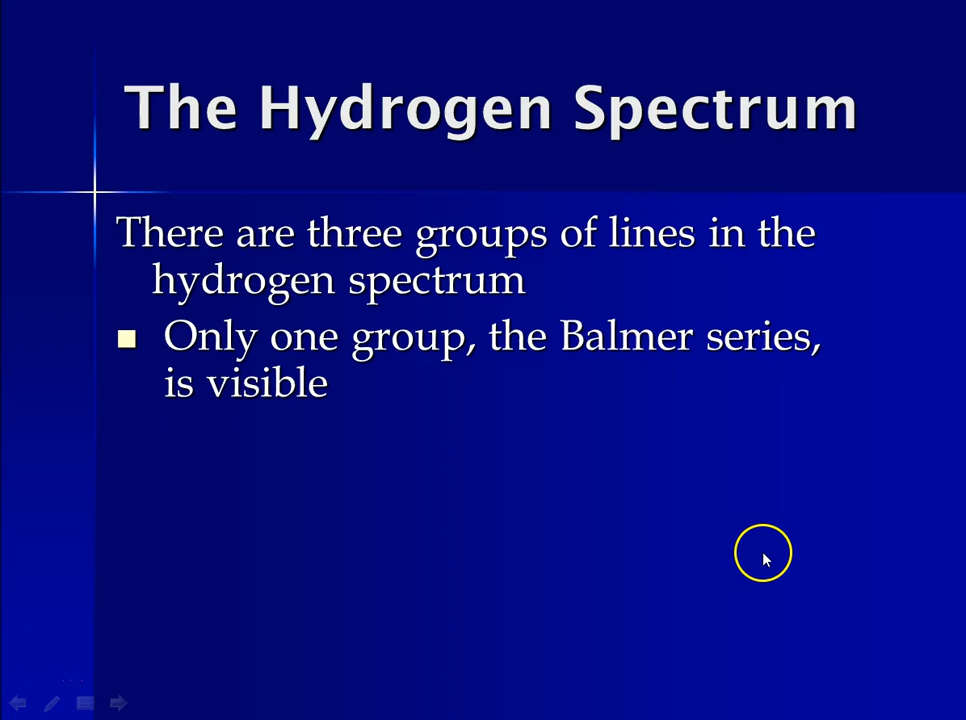 The Hydrogen Spectrum
There are three groups of lines in the
hydrogen spectrum
Only one group, the Balmer series,
is visible